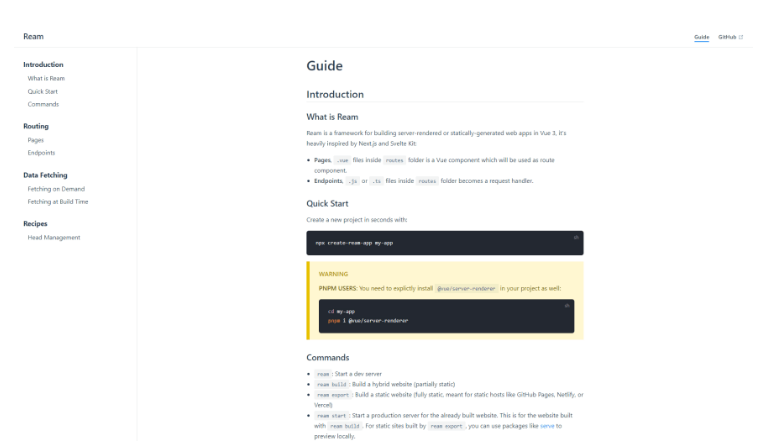 Ream
Guide
GitHub
Introduction
What is Ream
Quick Start
Commands
Routing
Pages
Endpoints
Data Fetching
Fetching on Demand
Fetching at Build Time
Recipes
Head Management
Guide
Introduction
What is Ream
Ream is a framework for building server-rendered or statically-generated web apps in Vue 3, it's
heavily inspired by Next.js and Svelte Kit:
• Pages, .vue files inside routes folder is a Vue component which will be used as route
component.
• Endpoints, .js or .ts files inside routes folder becomes a request handler.
Quick Start
Create a new project in seconds with:
sh
npx create-ream-app my-app
WARNING
PNPM USERS: You need to explictly install @vue/server-renderer in your project as well:
sh
cd my-app
pnpm i @vue/server-renderer
Commands
• ream : Start a dev server
• ream build : Build a hybrid website (partially static)
• ream export : Build a static website (fully static, meant for static hosts like GitHub Pages, Netlify, or
Vercel)
• ream start : Start a production server for the already built website. This is for the website built
with ream build . For static sites built by ream export , you can use packages like serve to
preview locally.